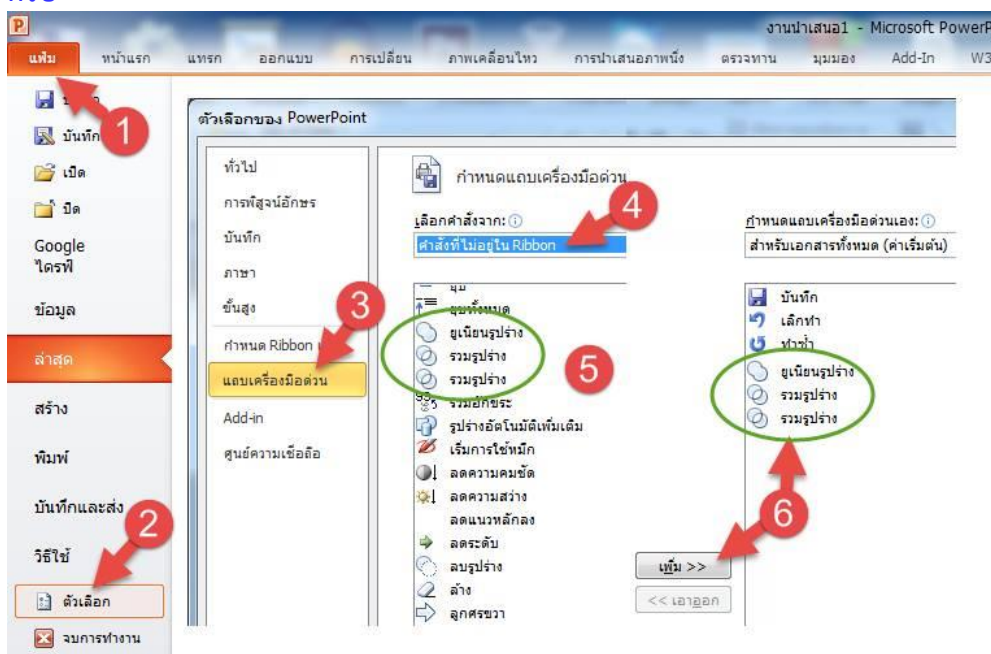 งานนำเสนอ1 - Microsoft PowerP
แฟ้ม หน้าแรก แทรก ออกแบบ การเปลี่ยน ภาพเคลื่อนไหว การนำเสนอภาพนิ่ง ตรวจทาน มุมมอง Add-In W3
1
บันทึก
เปิด
ปิด
Google
ไดรฟ์
ข้อมูล
ล่าสุด
สร้าง
พิมพ์
บันทึกและส่ง
2
วิธีใช้
ตัวเลือก
จบการทำงาน
ตัวเลือกของ PowerPoint
ทั่วไป
การพิสูจน์อักษร
บันทึก
ภาษา
ขั้นสูง
3
กำหนด Ribbon
แถบเครื่องมือด่วน
Add-in
ศูนย์ความเชื่อถือ
กำหนดแถบเครื่องมือด่วน
4
เลือกคำสั่งจาก:
คำสั่งที่ไม่อยู่ใน Ribbon
ยุบ
ยุบทั้งหมด
ยูเนียนรูปร่าง
รวมรูปร่าง
รวมรูปร่าง
5
รวมอักขระ
รูปร่างอัตโนมัติเพิ่มเติม
เริ่มการใช้หมึก
ลดความคมชัด
ลดความสว่าง
ลดแนวหลักลง
ลดระดับ
ลบรูปร่าง
ล้าง
ลูกศรขวา
6
เพิ่ม >>
<< เอาออก
กำหนดแถบเครื่องมือด่วนเอง:
สำหรับเอกสารทั้งหมด (ค่าเริ่มต้น)
บันทึก
เลิกทำ
ทำซ้ำ
ยูเนียนรูปร่าง
รวมรูปร่าง
รวมรูปร่าง